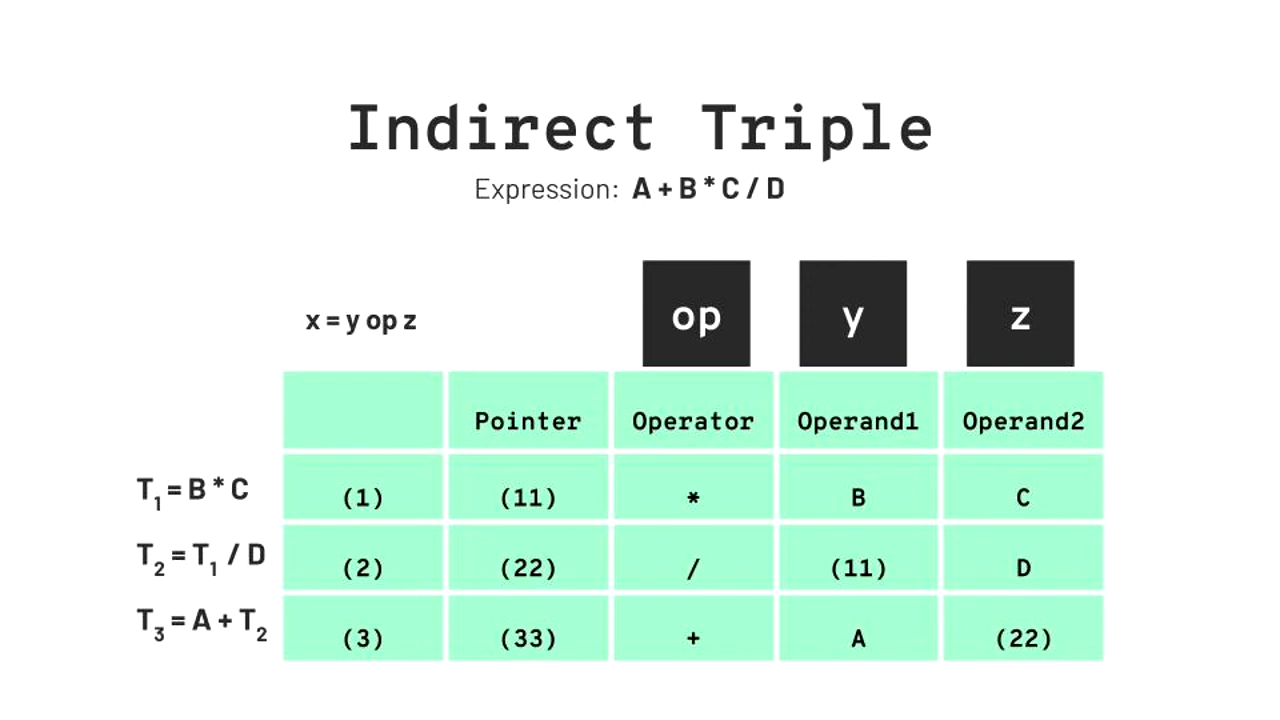 Indirect Triple
Expression: A + B * C / D
x = y op z
op y z
Pointer Operator Operand1 Operand2
T1 = B * C (1) (11) * B C
T2 = T1 / D (2) (22) / (11) D
T3 = A + T2 (3) (33) + A (22)